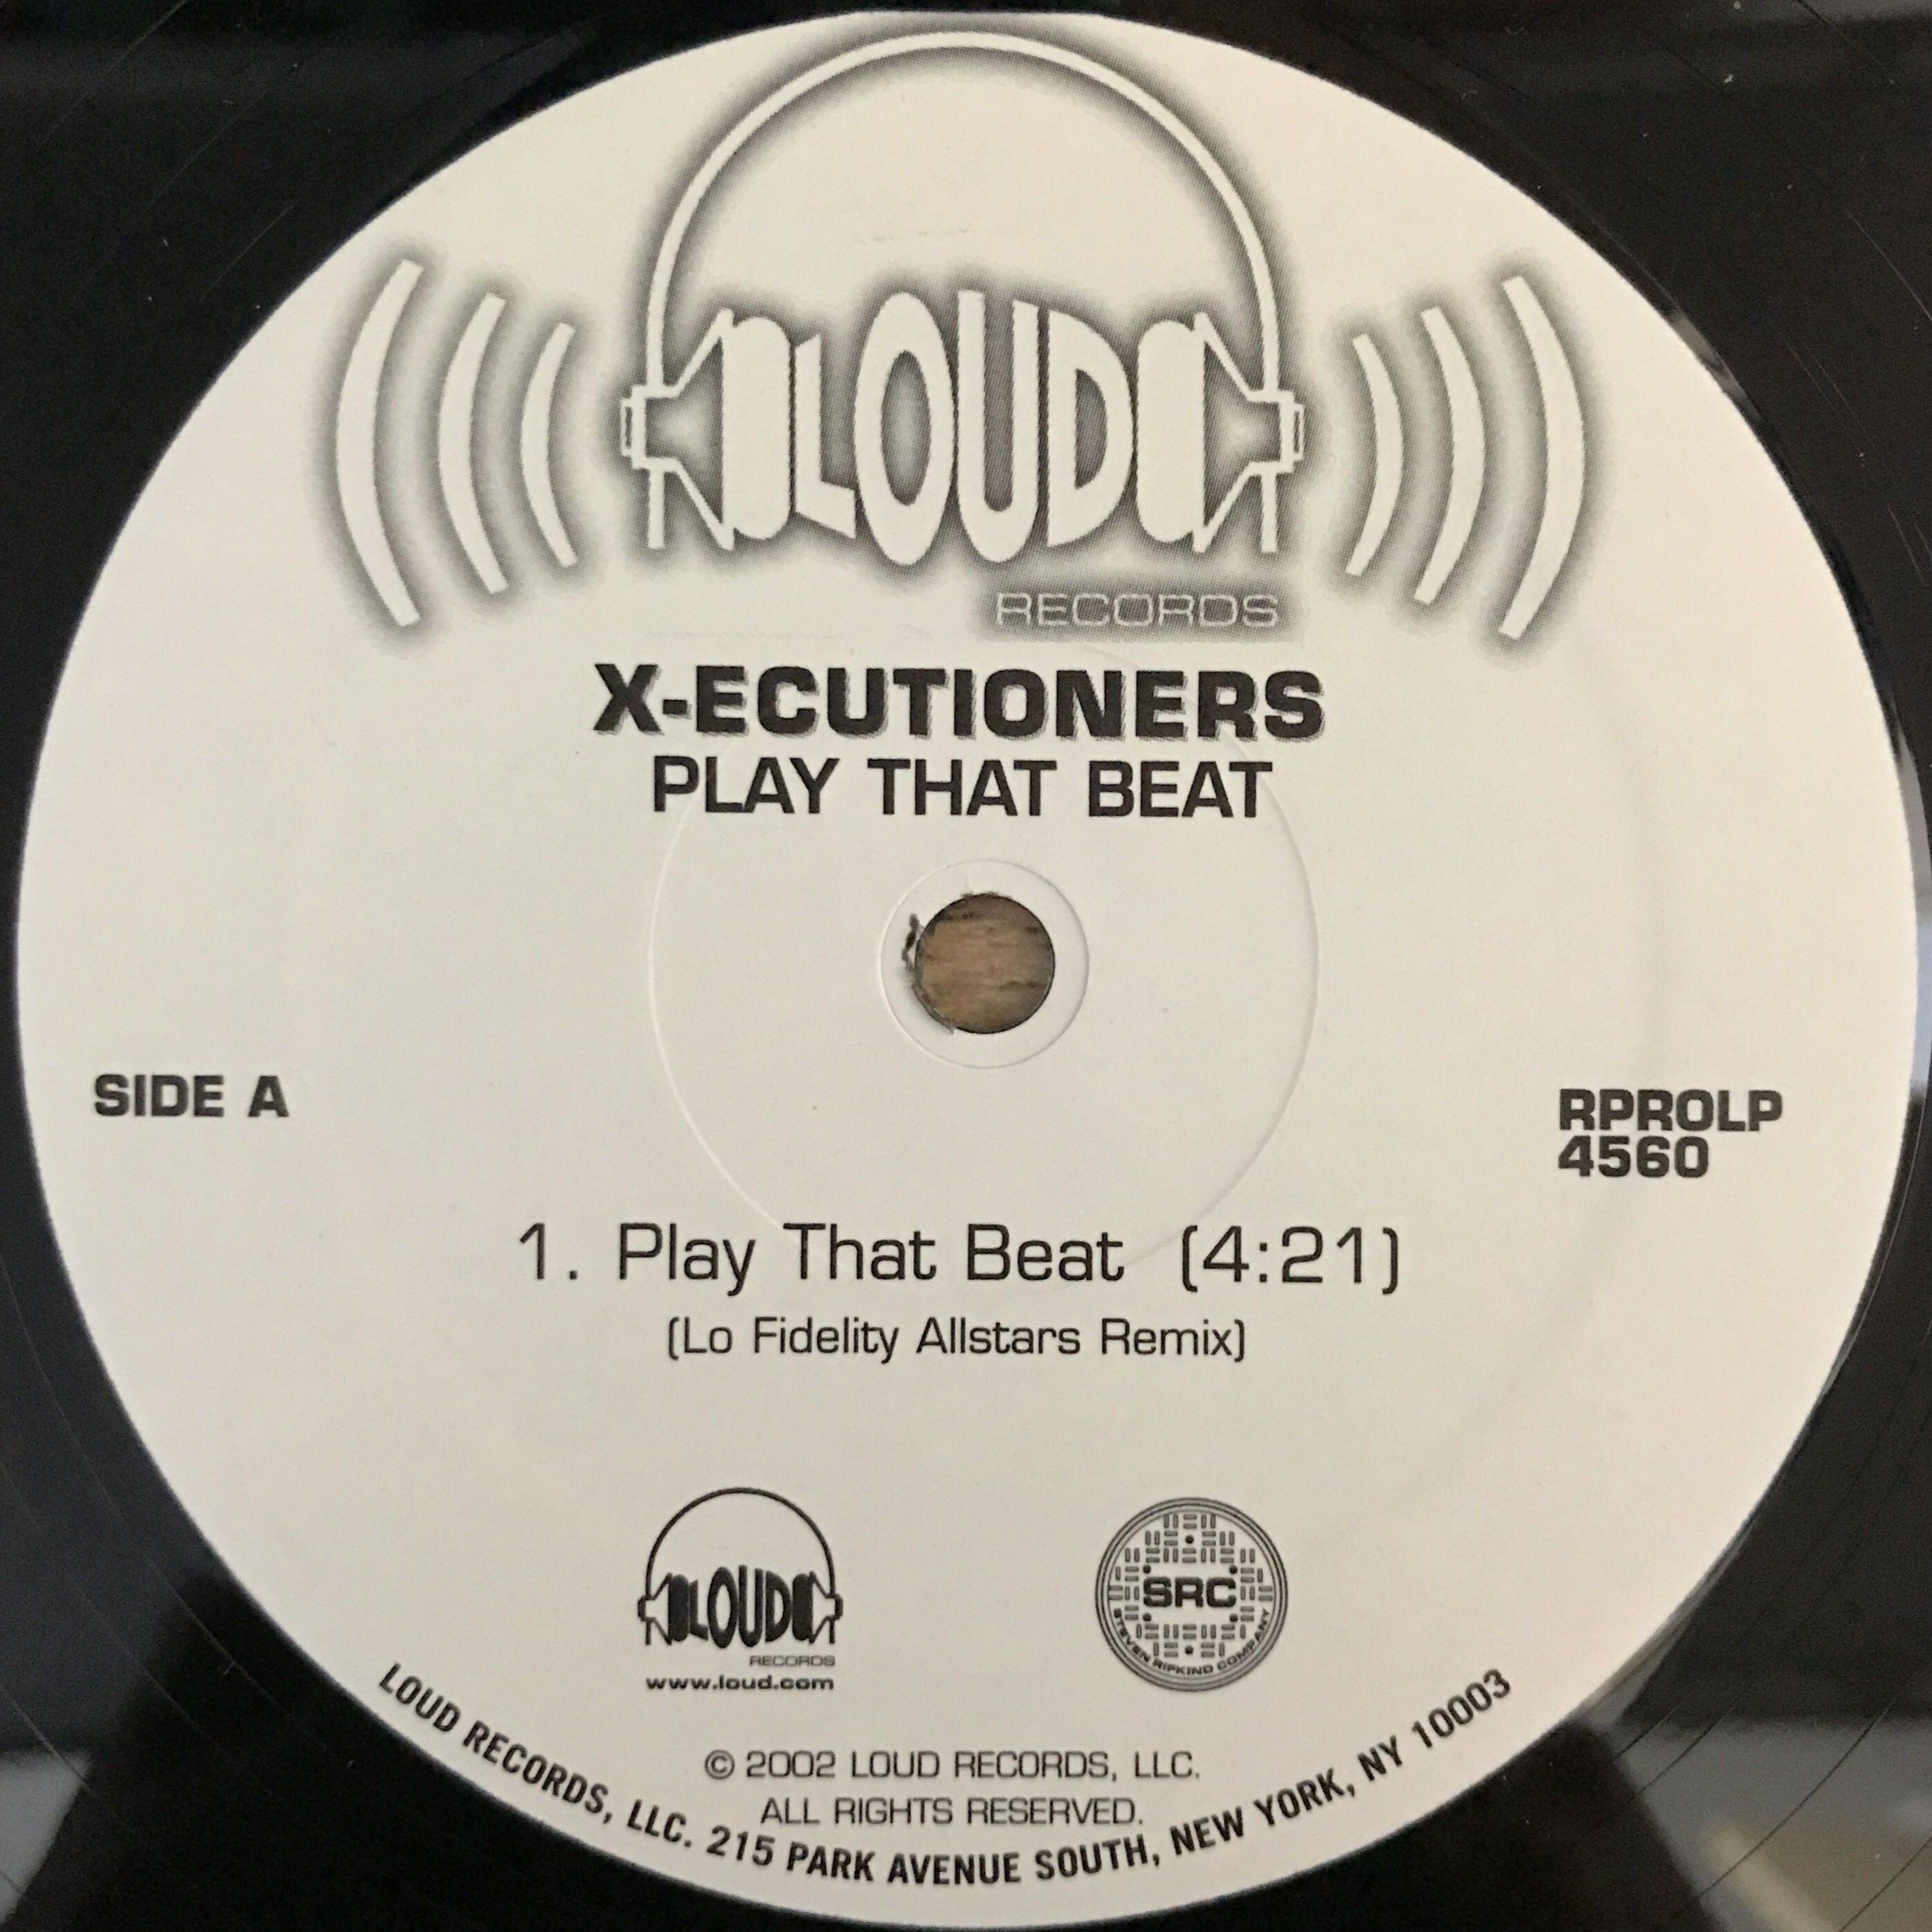 LOUD
RECORDS
X-ECUTIONERS
PLAY THAT BEAT
SIDE A
RPROLP
4560
1. Play That Beat (4:21)
(Lo Fidelity Allstars Remix)
LOUD
RECORDS
www.loud.com
SRC
STEVEN RIPKIND COMPANY
© 2002 LOUD RECORDS, LLC.
ALL RIGHTS RESERVED.
LOUD RECORDS, LLC. 215 PARK AVENUE SOUTH, NEW YORK, NY 10003